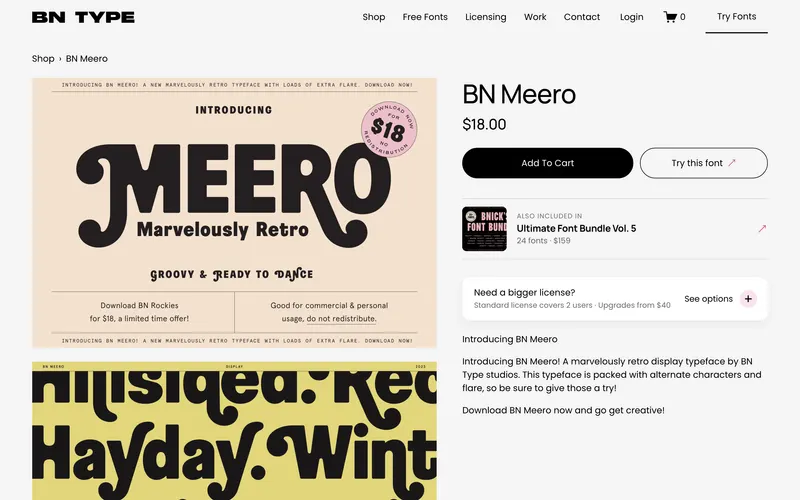 BN TYPE
Shop Free Fonts Licensing Work Contact Login 0 Try Fonts
Shop › BN Meero
INTRODUCING BN MEERO! A NEW MARVELOUSLY RETRO TYPEFACE WITH LOADS OF EXTRA FLARE. DOWNLOAD NOW!
INTRODUCING
DOWNLOAD NOW
FOR
$18
NO
REDISTRIBUTION
MEERO
Marvelously Retro
GROOVY & READY TO DANCE
Download BN Rockies
for $18, a limited time offer!
Good for commercial & personal
usage, do not redistribute.
INTRODUCING BN MEERO! A NEW MARVELOUSLY RETRO TYPEFACE WITH LOADS OF EXTRA FLARE. DOWNLOAD NOW!
BN MEERO DISPLAY 2023
Hillsided. Rec
Hayday. Wint
BN Meero
$18.00
Add To Cart
Try this font ↗
BNICK'S
FONT BUND
ALSO INCLUDED IN
Ultimate Font Bundle Vol. 5
24 fonts · $159
Need a bigger license?
Standard license covers 2 users · Upgrades from $40
See options +
Introducing BN Meero
Introducing BN Meero! A marvelously retro display typeface by BN
Type studios. This typeface is packed with alternate characters and
flare, so be sure to give those a try!
Download BN Meero now and go get creative!